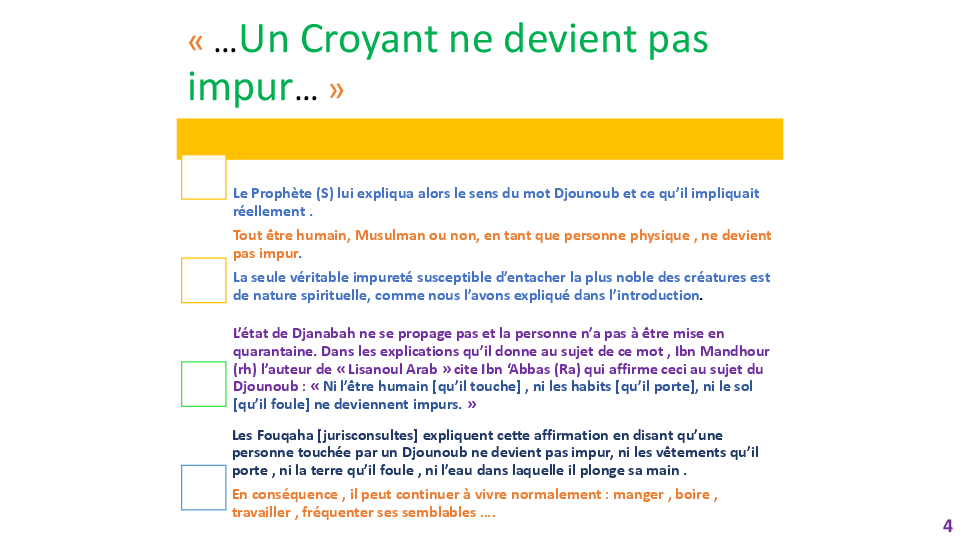 « …Un Croyant ne devient pas
impur… »
Le Prophète (S) lui expliqua alors le sens du mot Djounoub et ce qu’il impliquait
réellement .
Tout être humain, Musulman ou non, en tant que personne physique , ne devient
pas impur.
La seule véritable impureté susceptible d’entacher la plus noble des créatures est
de nature spirituelle, comme nous l’avons expliqué dans l’introduction.
L’état de Djanabah ne se propage pas et la personne n’a pas à être mise en
quarantaine. Dans les explications qu’il donne au sujet de ce mot , Ibn Mandhour
(rh) l’auteur de « Lisanoul Arab » cite Ibn ‘Abbas (Ra) qui affirme ceci au sujet du
Djounoub : « Ni l’être humain [qu’il touche] , ni les habits [qu’il porte], ni le sol
[qu’il foule] ne deviennent impurs. »
Les Fouqaha [jurisconsultes] expliquent cette affirmation en disant qu’une
personne touchée par un Djounoub ne devient pas impur, ni les vêtements qu’il
porte , ni la terre qu’il foule , ni l’eau dans laquelle il plonge sa main .
En conséquence , il peut continuer à vivre normalement : manger , boire ,
travailler , fréquenter ses semblables ….
4